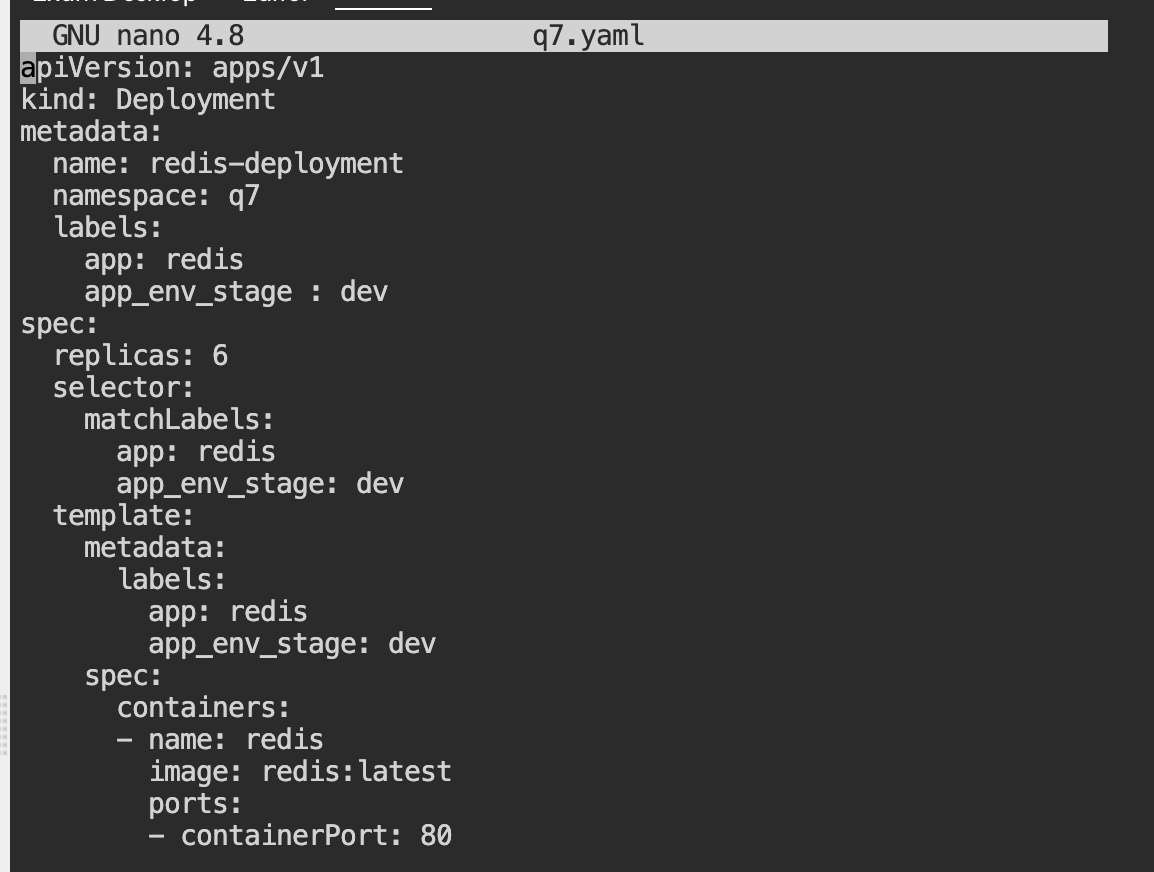 GNU nano 4.8 q7.yaml
apiVersion: apps/v1
kind: Deployment
metadata:
  name: redis-deployment
  namespace: q7
  labels:
    app: redis
    app_env_stage : dev
spec:
  replicas: 6
  selector:
    matchLabels:
      app: redis
      app_env_stage: dev
  template:
    metadata:
      labels:
        app: redis
        app_env_stage: dev
    spec:
      containers:
      - name: redis
        image: redis:latest
        ports:
        - containerPort: 80